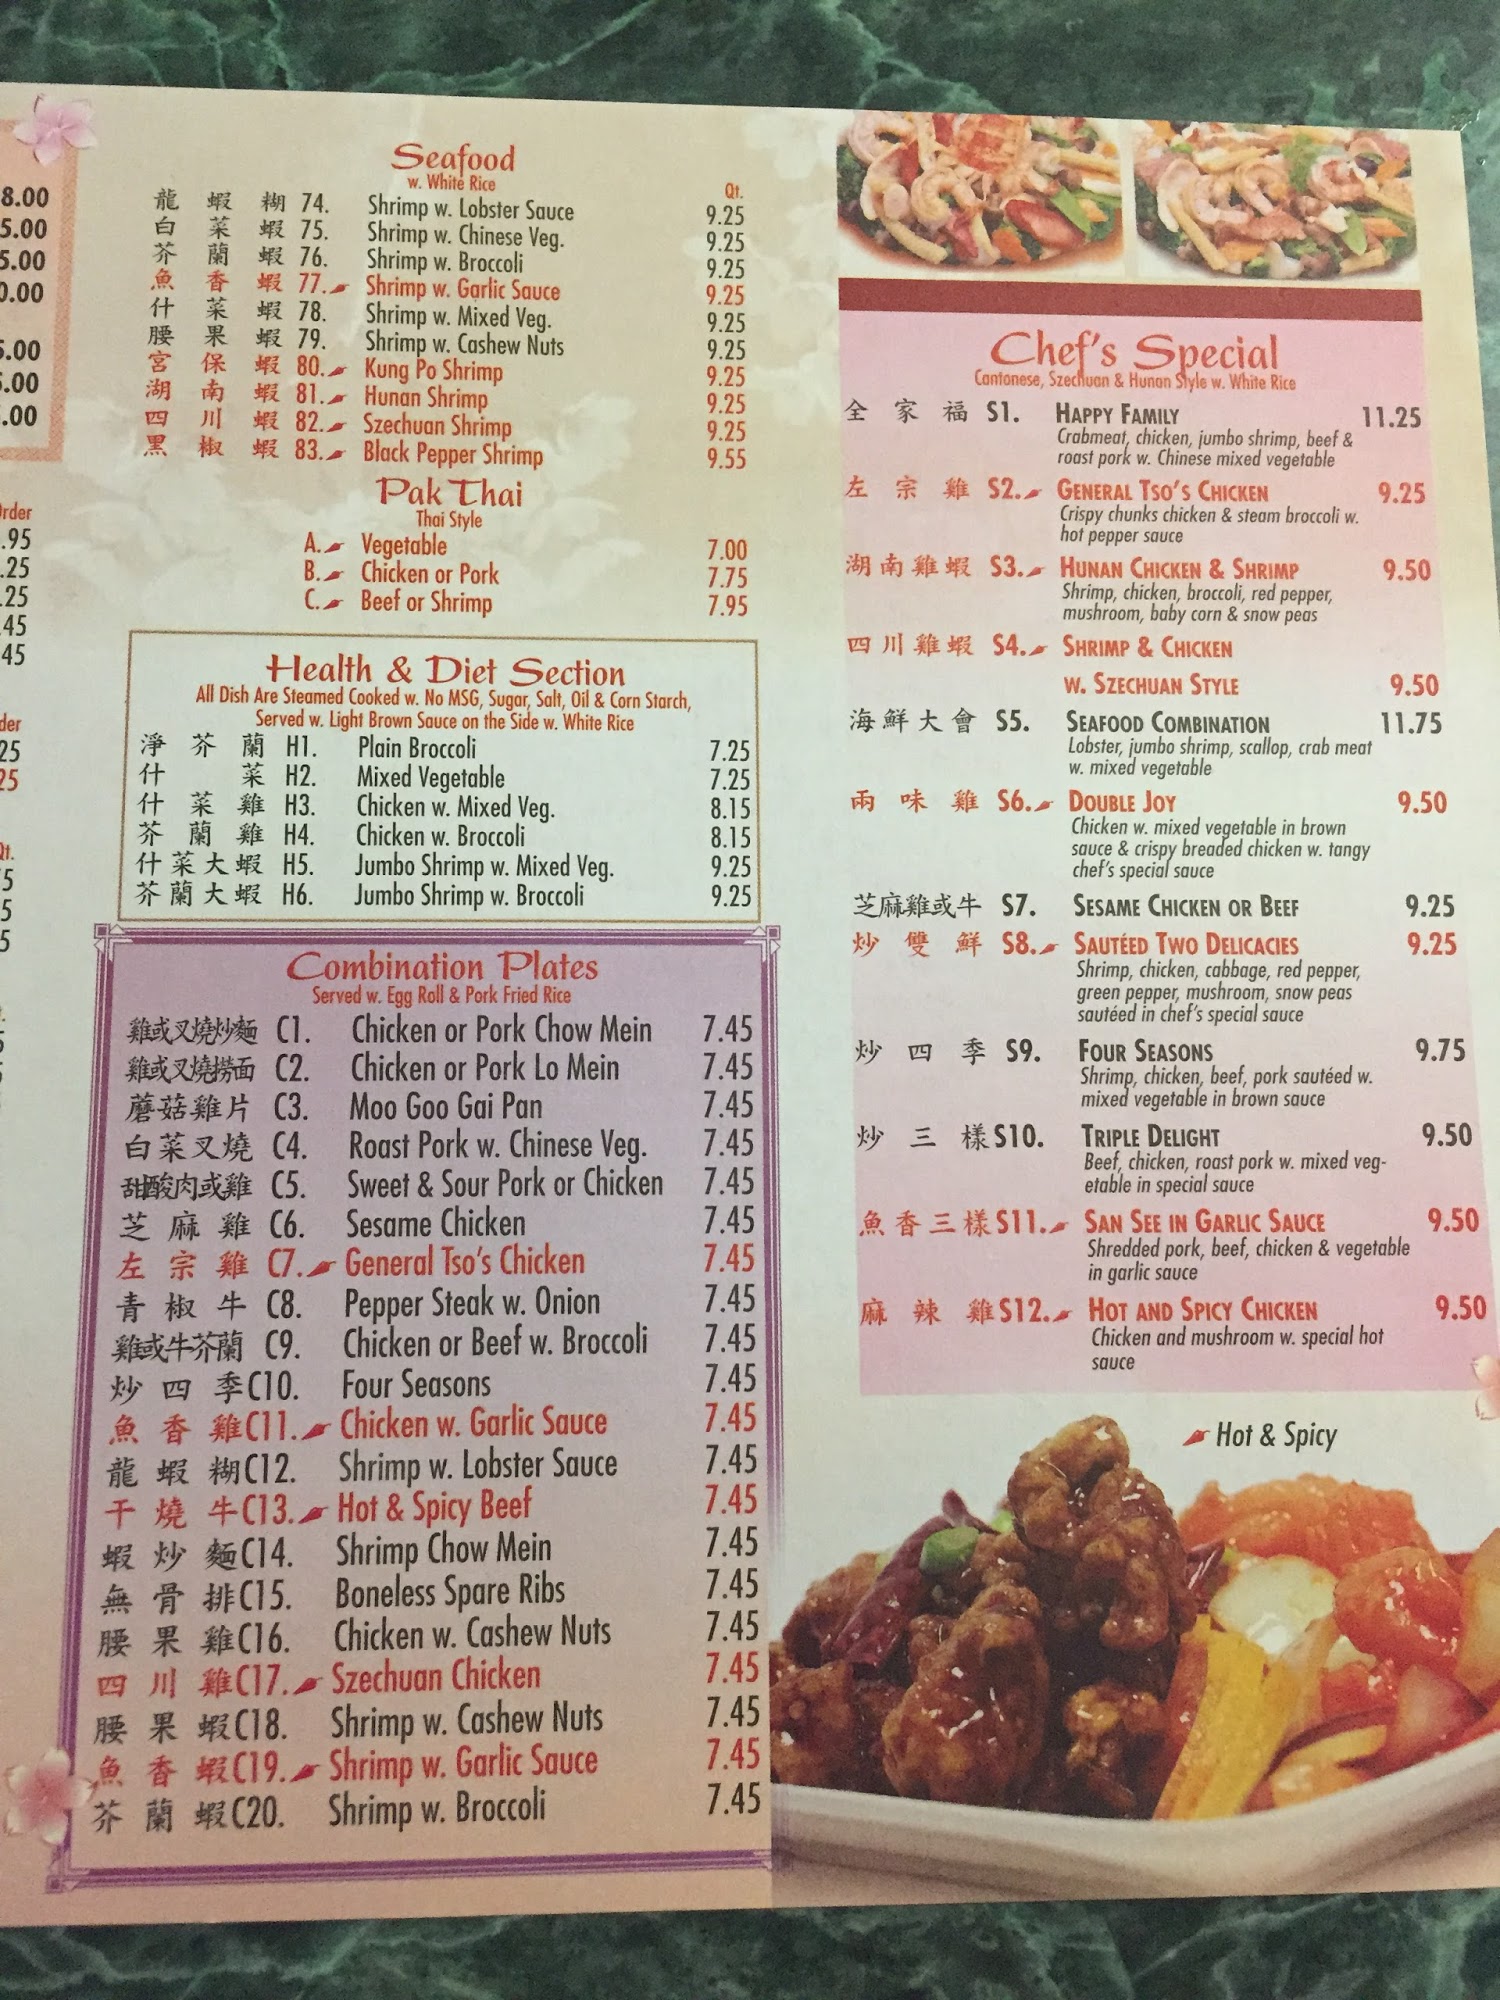 8.00
5.00
5.00
0.00
5.00
5.00
.00
Order
.95
.25
.25
.45
.45
der
25
25
Qt.
5
5
5
Seafood
w. White Rice
Qt.
龍蝦糊 74. Shrimp w. Lobster Sauce 9.25
白菜蝦 75. Shrimp w. Chinese Veg. 9.25
芥蘭蝦 76. Shrimp w. Broccoli 9.25
魚香蝦 77. Shrimp w. Garlic Sauce 9.25
什菜蝦 78. Shrimp w. Mixed Veg. 9.25
腰果蝦 79. Shrimp w. Cashew Nuts 9.25
宮保蝦 80. Kung Po Shrimp 9.25
湖南蝦 81. Hunan Shrimp 9.25
四川蝦 82. Szechuan Shrimp 9.25
黑椒蝦 83. Black Pepper Shrimp 9.55
Pak Thai
Thai Style
A. Vegetable 7.00
B. Chicken or Pork 7.75
C. Beef or Shrimp 7.95
Health & Diet Section
All Dish Are Steamed Cooked w. No MSG, Sugar, Salt, Oil & Corn Starch,
Served w. Light Brown Sauce on the Side w. White Rice
淨芥蘭 H1. Plain Broccoli 7.25
什菜 H2. Mixed Vegetable 7.25
什菜雞 H3. Chicken w. Mixed Veg. 8.15
芥蘭雞 H4. Chicken w. Broccoli 8.15
什菜大蝦 H5. Jumbo Shrimp w. Mixed Veg. 9.25
芥蘭大蝦 H6. Jumbo Shrimp w. Broccoli 9.25
Combination Plates
Served w. Egg Roll & Pork Fried Rice
雞或叉燒炒麵 C1. Chicken or Pork Chow Mein 7.45
雞或叉燒撈面 C2. Chicken or Pork Lo Mein 7.45
蘑菇雞片 C3. Moo Goo Gai Pan 7.45
白菜叉燒 C4. Roast Pork w. Chinese Veg. 7.45
甜酸肉或雞 C5. Sweet & Sour Pork or Chicken 7.45
芝麻雞 C6. Sesame Chicken 7.45
左宗雞 C7. General Tso's Chicken 7.45
青椒牛 C8. Pepper Steak w. Onion 7.45
雞或牛芥蘭 C9. Chicken or Beef w. Broccoli 7.45
炒四季 C10. Four Seasons 7.45
魚香雞 C11. Chicken w. Garlic Sauce 7.45
龍蝦糊 C12. Shrimp w. Lobster Sauce 7.45
干燒牛 C13. Hot & Spicy Beef 7.45
蝦炒麵 C14. Shrimp Chow Mein 7.45
無骨排 C15. Boneless Spare Ribs 7.45
腰果雞 C16. Chicken w. Cashew Nuts 7.45
四川雞 C17. Szechuan Chicken 7.45
腰果蝦 C18. Shrimp w. Cashew Nuts 7.45
魚香蝦 C19. Shrimp w. Garlic Sauce 7.45
芥蘭蝦 C20. Shrimp w. Broccoli 7.45
Chef's Special
Cantonese, Szechuan & Hunan Style w. White Rice
全家福 S1. Happy Family 11.25
Crabmeat, chicken, jumbo shrimp, beef &
roast pork w. Chinese mixed vegetable
左宗雞 S2. General Tso's Chicken 9.25
Crispy chunks chicken & steam broccoli w.
hot pepper sauce
湖南雞蝦 S3. Hunan Chicken & Shrimp 9.50
Shrimp, chicken, broccoli, red pepper,
mushroom, baby corn & snow peas
四川雞蝦 S4. Shrimp & Chicken
w. Szechuan Style 9.50
海鮮大會 S5. Seafood Combination 11.75
Lobster, jumbo shrimp, scallop, crab meat
w. mixed vegetable
兩味雞 S6. Double Joy 9.50
Chicken w. mixed vegetable in brown
sauce & crispy breaded chicken w. tangy
chef's special sauce
芝麻雞或牛 S7. Sesame Chicken or Beef 9.25
炒雙鮮 S8. Sautéed Two Delicacies 9.25
Shrimp, chicken, cabbage, red pepper,
green pepper, mushroom, snow peas
sautéed in chef's special sauce
炒四季 S9. Four Seasons 9.75
Shrimp, chicken, beef, pork sautéed w.
mixed vegetable in brown sauce
炒三樣 S10. Triple Delight 9.50
Beef, chicken, roast pork w. mixed veg-
etable in special sauce
魚香三樣 S11. San See in Garlic Sauce 9.50
Shredded pork, beef, chicken & vegetable
in garlic sauce
麻辣雞 S12. Hot and Spicy Chicken 9.50
Chicken and mushroom w. special hot
sauce
Hot & Spicy